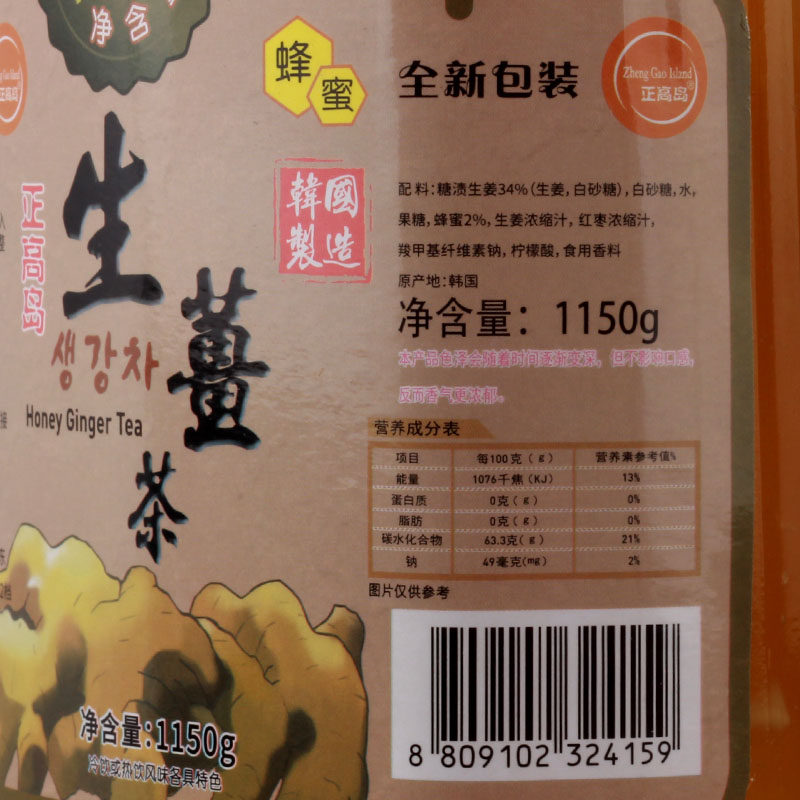 净含
蜂
蜜
全新包装
Zheng Gao Island
正高岛®
正高岛
韓國
製造
生
薑
茶
생강차
Honey Ginger Tea
配料:糖渍生姜34%(生姜,白砂糖),白砂糖,水,
果糖,蜂蜜2%,生姜浓缩汁,红枣浓缩汁,
羧甲基纤维素钠,柠檬酸,食用香料
原产地:韩国
净含量:1150g
本产品色泽会随着时间逐渐变深,但不影响口感,
反而香气更浓郁。
营养成分表
项目 每100克(g) 营养素参考值%
能量 1076千焦(KJ) 13%
蛋白质 0克(g) 0%
脂肪 0克(g) 0%
碳水化合物 63.3克(g) 21%
钠 49毫克(mg) 2%
图片仅供参考
净含量:1150g
冷饮或热饮风味各具特色
8 809102 324159